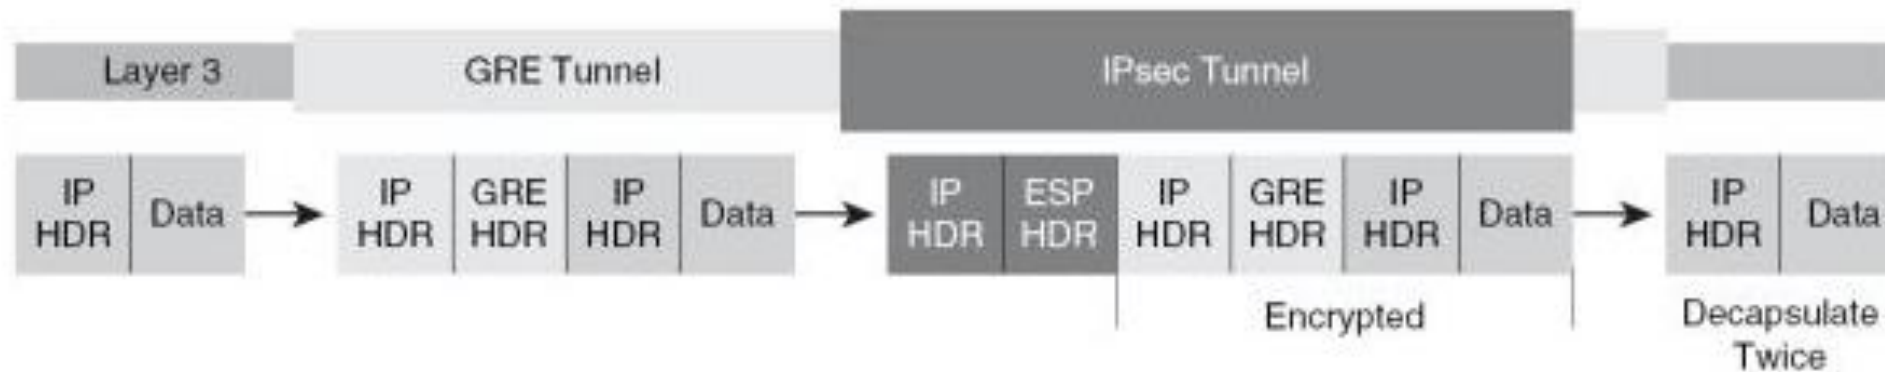 Layer 3
GRE Tunnel
IPsec Tunnel
IP HDR
Data
IP HDR
GRE HDR
IP HDR
Data
IP HDR
ESP HDR
IP HDR
GRE HDR
IP HDR
Data
IP HDR
Data
Encrypted
Decapsulate
Twice